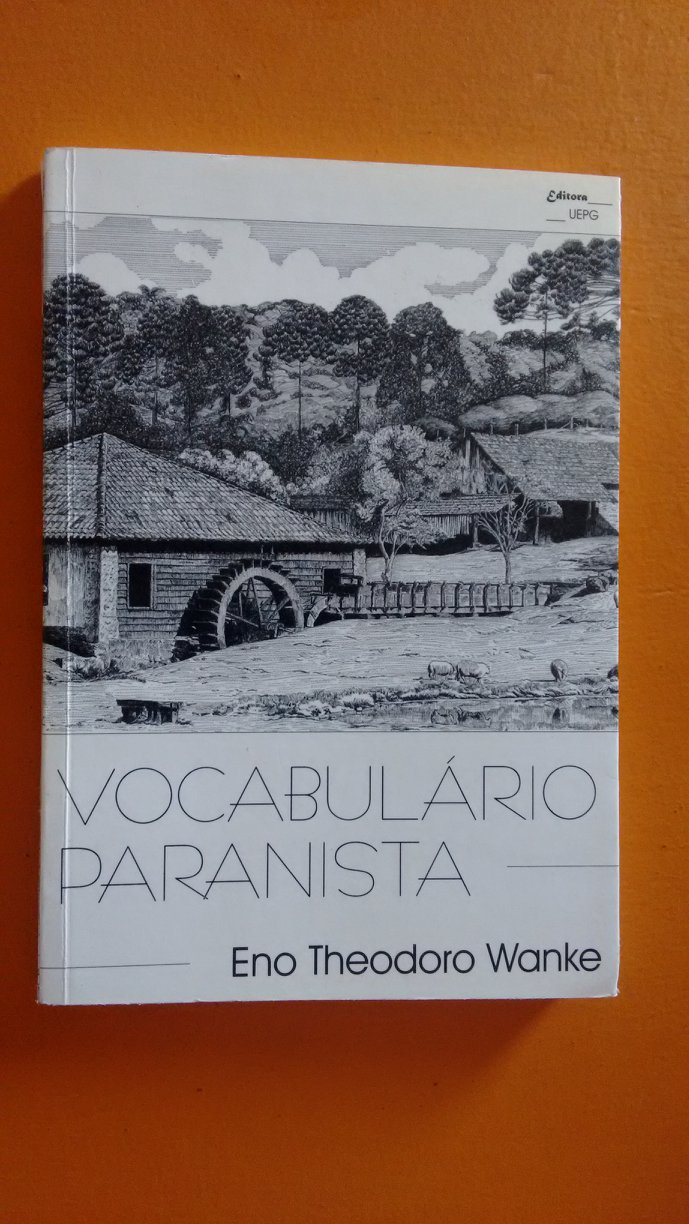 Editora
UEPG
VOCABULÁRIO
PARANISTA
Eno Theodoro Wanke